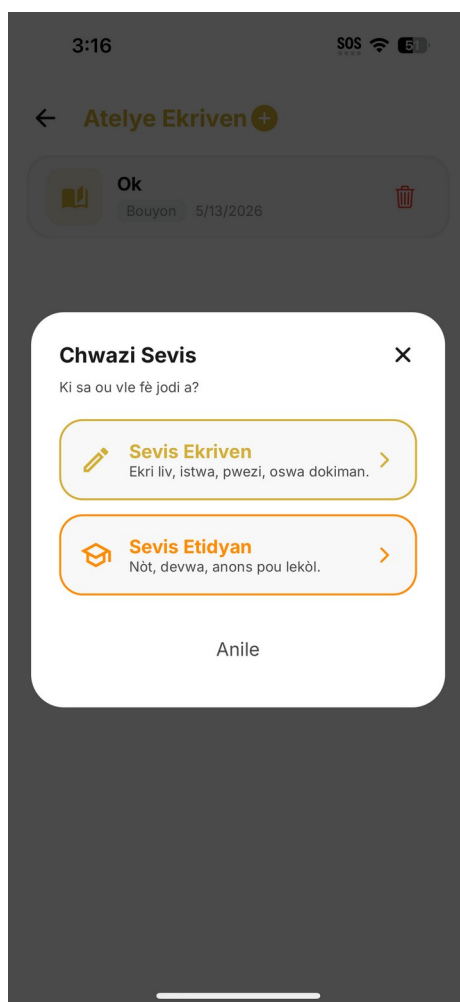 3:16
SOS
51
Atelye Ekriven
Ok
Bouyon 5/13/2026
Chwazi Sevis
Ki sa ou vle fè jodi a?
Sevis Ekriven
Ekri liv, istwa, pwezi, oswa dokiman.
Sevis Etidyan
Nòt, devwa, anons pou lekòl.
Anile